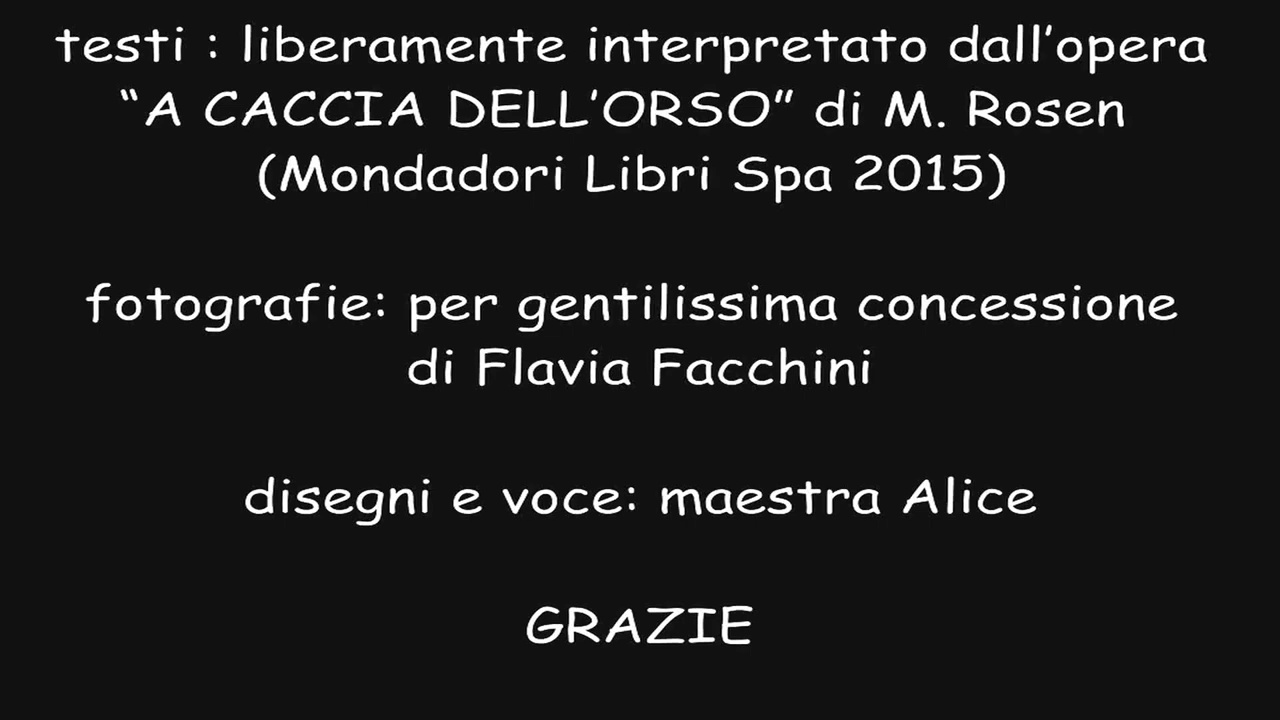 testi : liberamente interpretato dall'opera
“A CACCIA DELL'ORSO” di M. Rosen
(Mondadori Libri Spa 2015)
fotografie: per gentilissima concessione
di Flavia Facchini
disegni e voce: maestra Alice
GRAZIE